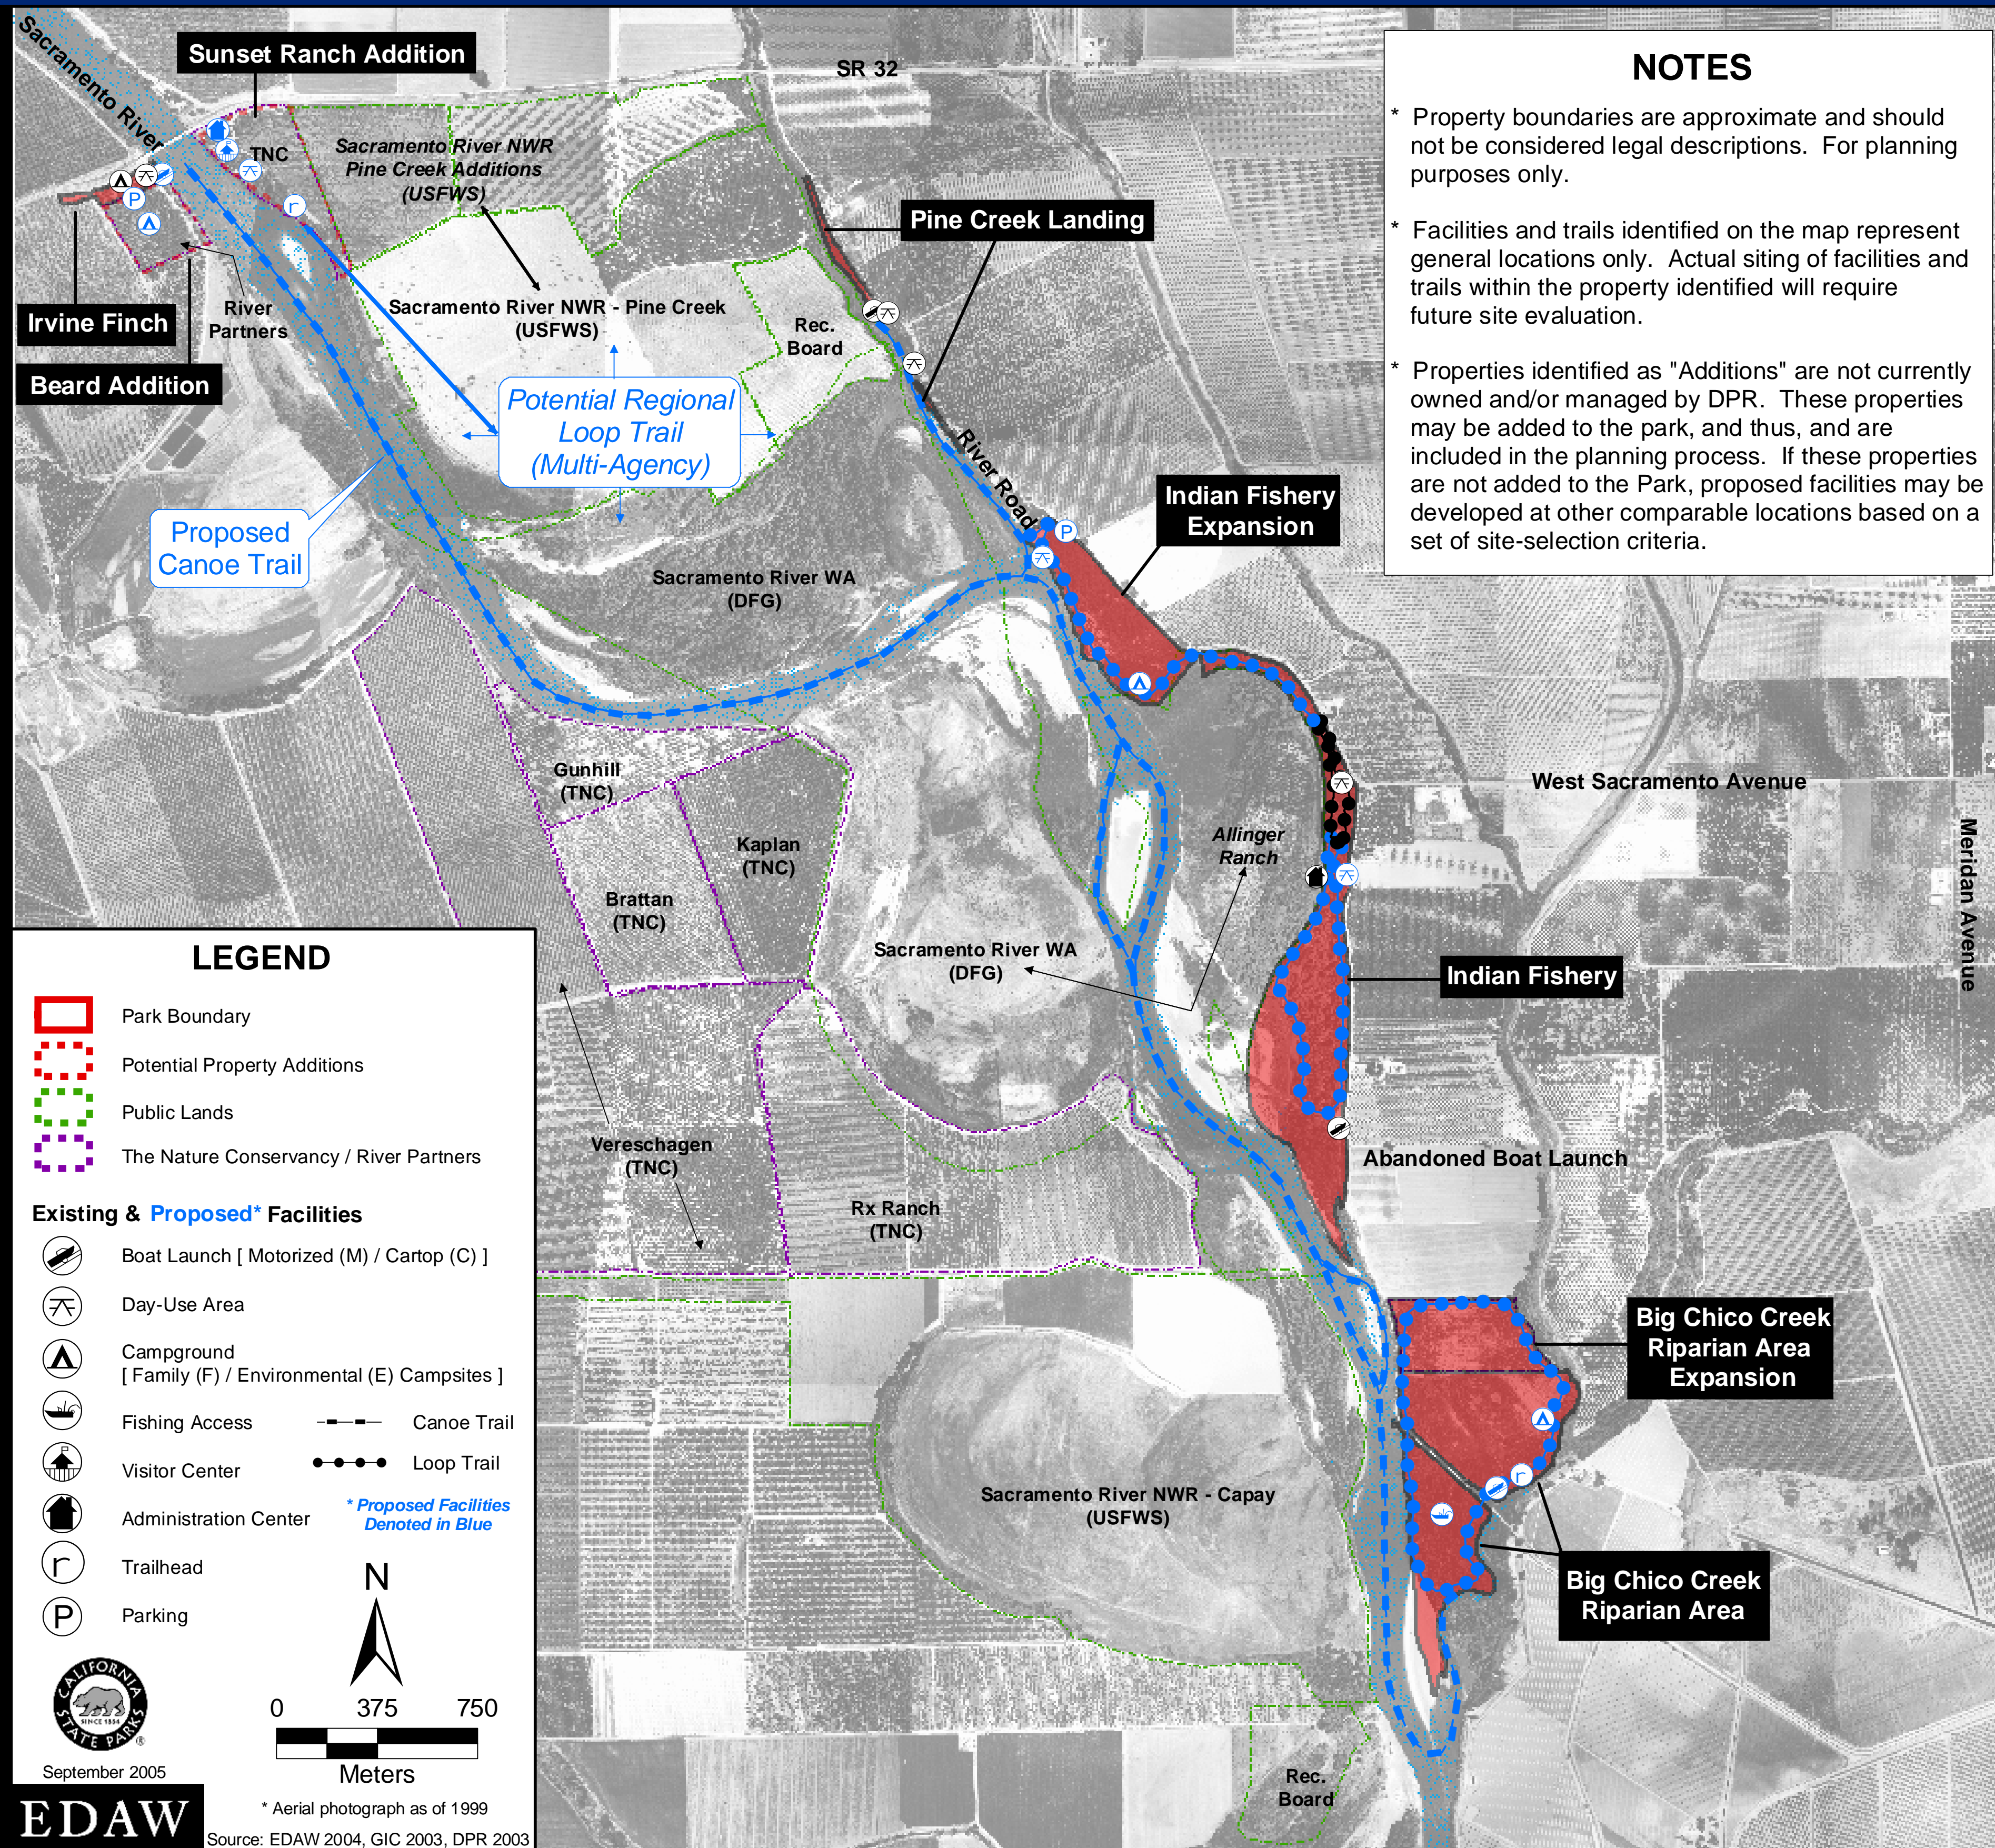 Sacramento River
Sunset Ranch Addition
SR 32
TNC
Sacramento River NWR
Pine Creek Additions
(USFWS)
P
r
Irvine Finch
River
Partners
Beard Addition
Sacramento River NWR - Pine Creek
(USFWS)
Rec.
Board
Pine Creek Landing
Potential Regional
Loop Trail
(Multi-Agency)
River Road
Proposed
Canoe Trail
Sacramento River WA
(DFG)
Indian Fishery
Expansion
P
NOTES
* Property boundaries are approximate and should
not be considered legal descriptions. For planning
purposes only.
* Facilities and trails identified on the map represent
general locations only. Actual siting of facilities and
trails within the property identified will require
future site evaluation.
* Properties identified as "Additions" are not currently
owned and/or managed by DPR. These properties
may be added to the park, and thus, and are
included in the planning process. If these properties
are not added to the Park, proposed facilities may be
developed at other comparable locations based on a
set of site-selection criteria.
Gunhill
(TNC)
Kaplan
(TNC)
Brattan
(TNC)
Allinger
Ranch
West Sacramento Avenue
Meridan Avenue
Sacramento River WA
(DFG)
Indian Fishery
Vereschagen
(TNC)
Abandoned Boat Launch
Rx Ranch
(TNC)
Big Chico Creek
Riparian Area
Expansion
Sacramento River NWR - Capay
(USFWS)
r
Big Chico Creek
Riparian Area
Rec.
Board
LEGEND
Park Boundary
Potential Property Additions
Public Lands
The Nature Conservancy / River Partners
Existing & Proposed* Facilities
Boat Launch [ Motorized (M) / Cartop (C) ]
Day-Use Area
Campground
[ Family (F) / Environmental (E) Campsites ]
Fishing Access
Canoe Trail
Visitor Center
Loop Trail
Administration Center
* Proposed Facilities
Denoted in Blue
r
Trailhead
P
Parking
N
0 375 750
Meters
CALIFORNIA
SINCE 1864
STATE PARKS
®
September 2005
EDAW
* Aerial photograph as of 1999
Source: EDAW 2004, GIC 2003, DPR 2003